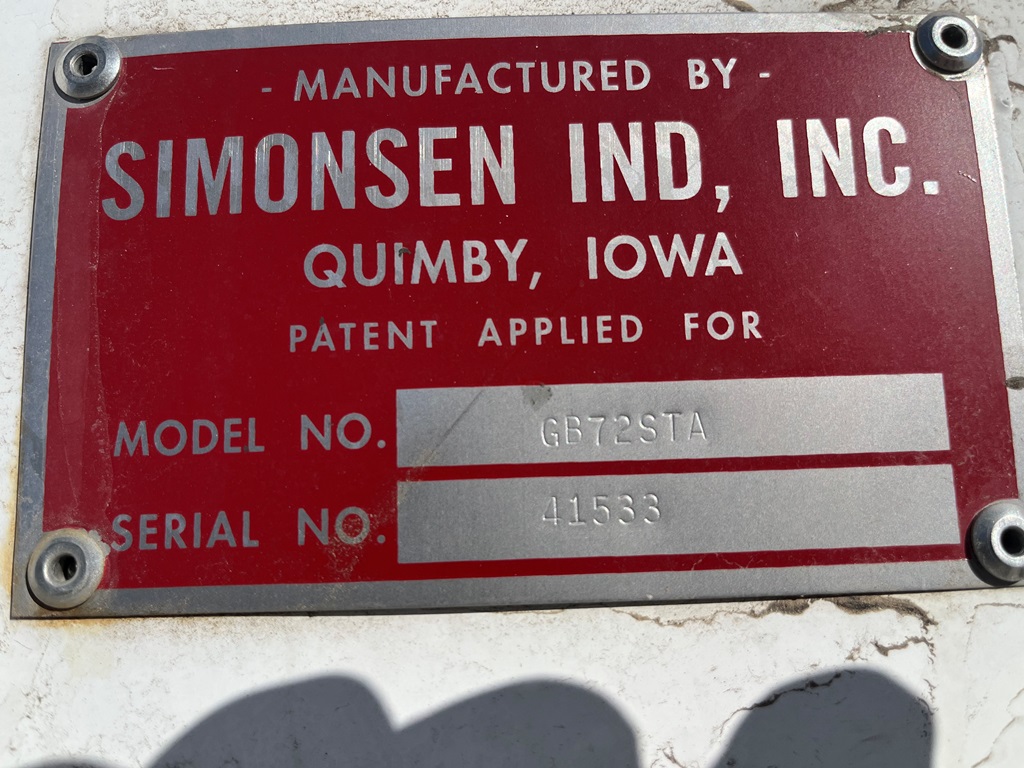 - MANUFACTURED BY -
SIMONSEN IND, INC.
QUIMBY, IOWA
PATENT APPLIED FOR
MODEL NO. GB72STA
SERIAL NO. 41533